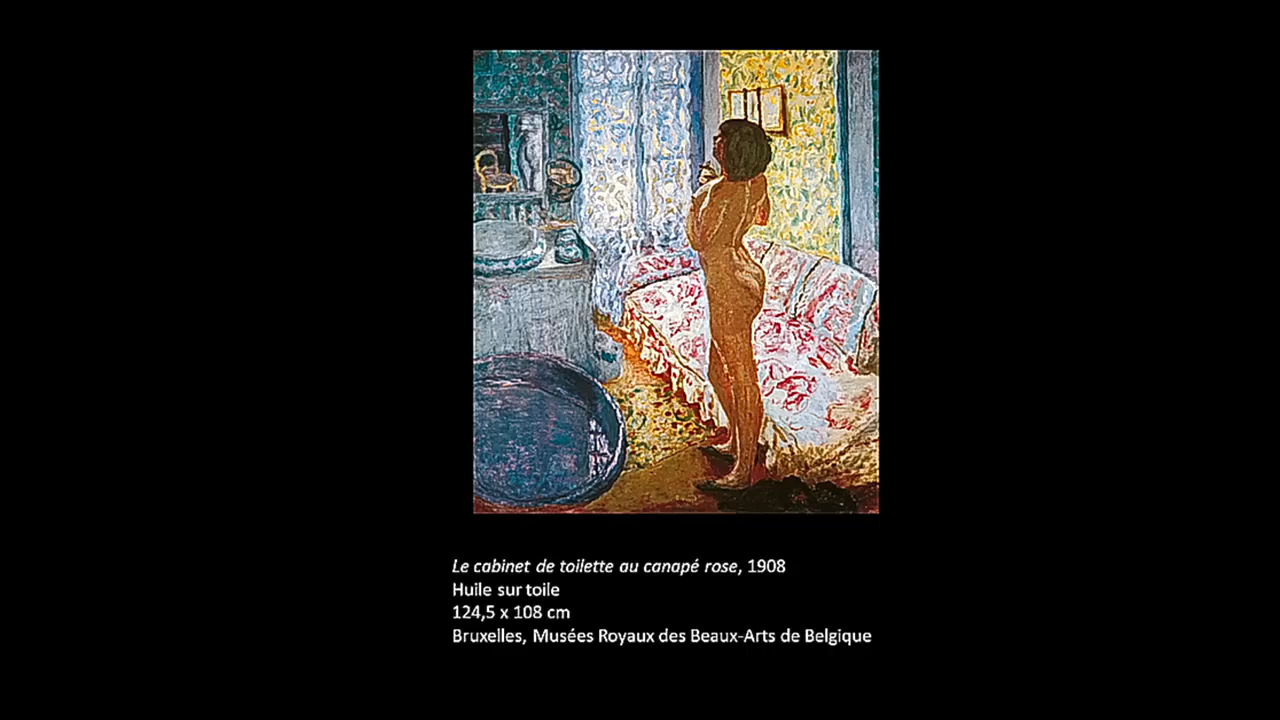 Le cabinet de toilette au canapé rose, 1908
Huile sur toile
124,5 x 108 cm
Bruxelles, Musées Royaux des Beaux-Arts de Belgique